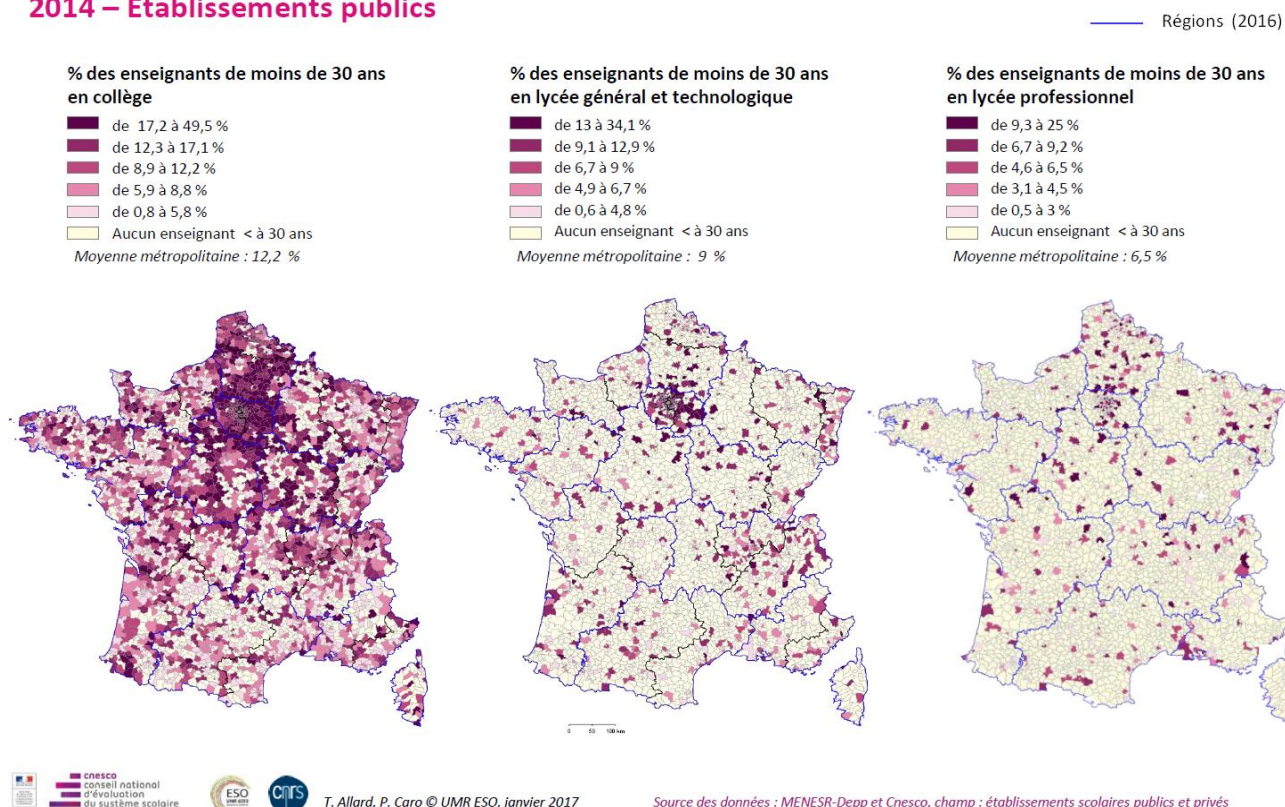 2014 – Etablissements publics
Régions (2016)
% des enseignants de moins de 30 ans
en collège
de 17,2 à 49,5 %
de 12,3 à 17,1 %
de 8,9 à 12,2 %
de 5,9 à 8,8 %
de 0,8 à 5,8 %
Aucun enseignant < à 30 ans
Moyenne métropolitaine : 12,2 %
% des enseignants de moins de 30 ans
en lycée général et technologique
de 13 à 34,1 %
de 9,1 à 12,9 %
de 6,7 à 9 %
de 4,9 à 6,7 %
de 0,6 à 4,8 %
Aucun enseignant < à 30 ans
Moyenne métropolitaine : 9 %
% des enseignants de moins de 30 ans
en lycée professionnel
de 9,3 à 25 %
de 6,7 à 9,2 %
de 4,6 à 6,5 %
de 3,1 à 4,5 %
de 0,5 à 3 %
Aucun enseignant < à 30 ans
Moyenne métropolitaine : 6,5 %
0 50 100 km
cnesco
conseil national
d'évaluation
du système scolaire
ESO
cnrs
T. Allard, P. Caro © UMR ESO, janvier 2017
Source des données : MENESR-Depp et Cnesco, champ : établissements scolaires publics et privés